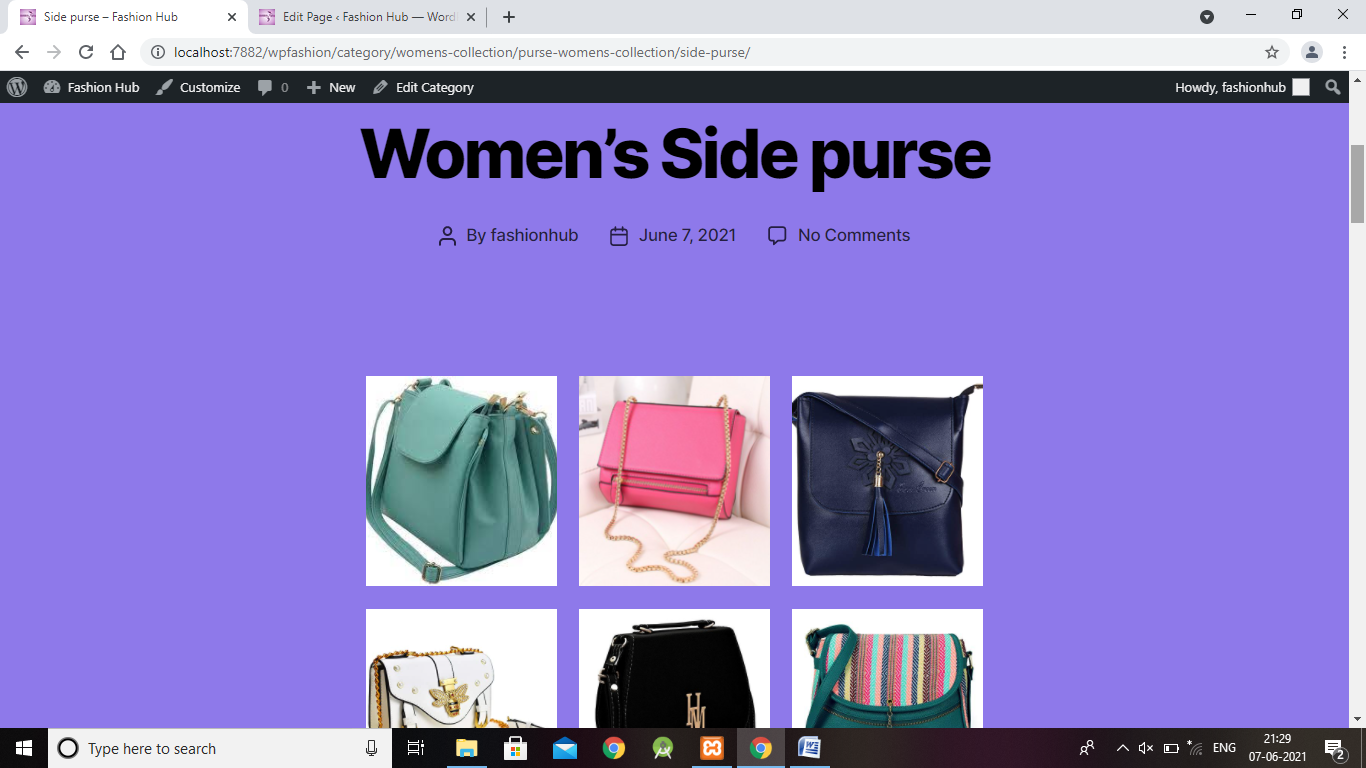 Side purse – Fashion Hub
Edit Page ‹ Fashion Hub — Word
localhost:7882/wpfashion/category/womens-collection/purse-womens-collection/side-purse/
Fashion Hub
Customize
0
New
Edit Category
Howdy, fashionhub
Women’s Side purse
By fashionhub
June 7, 2021
No Comments
Type here to search
ENG
21:29
07-06-2021
2